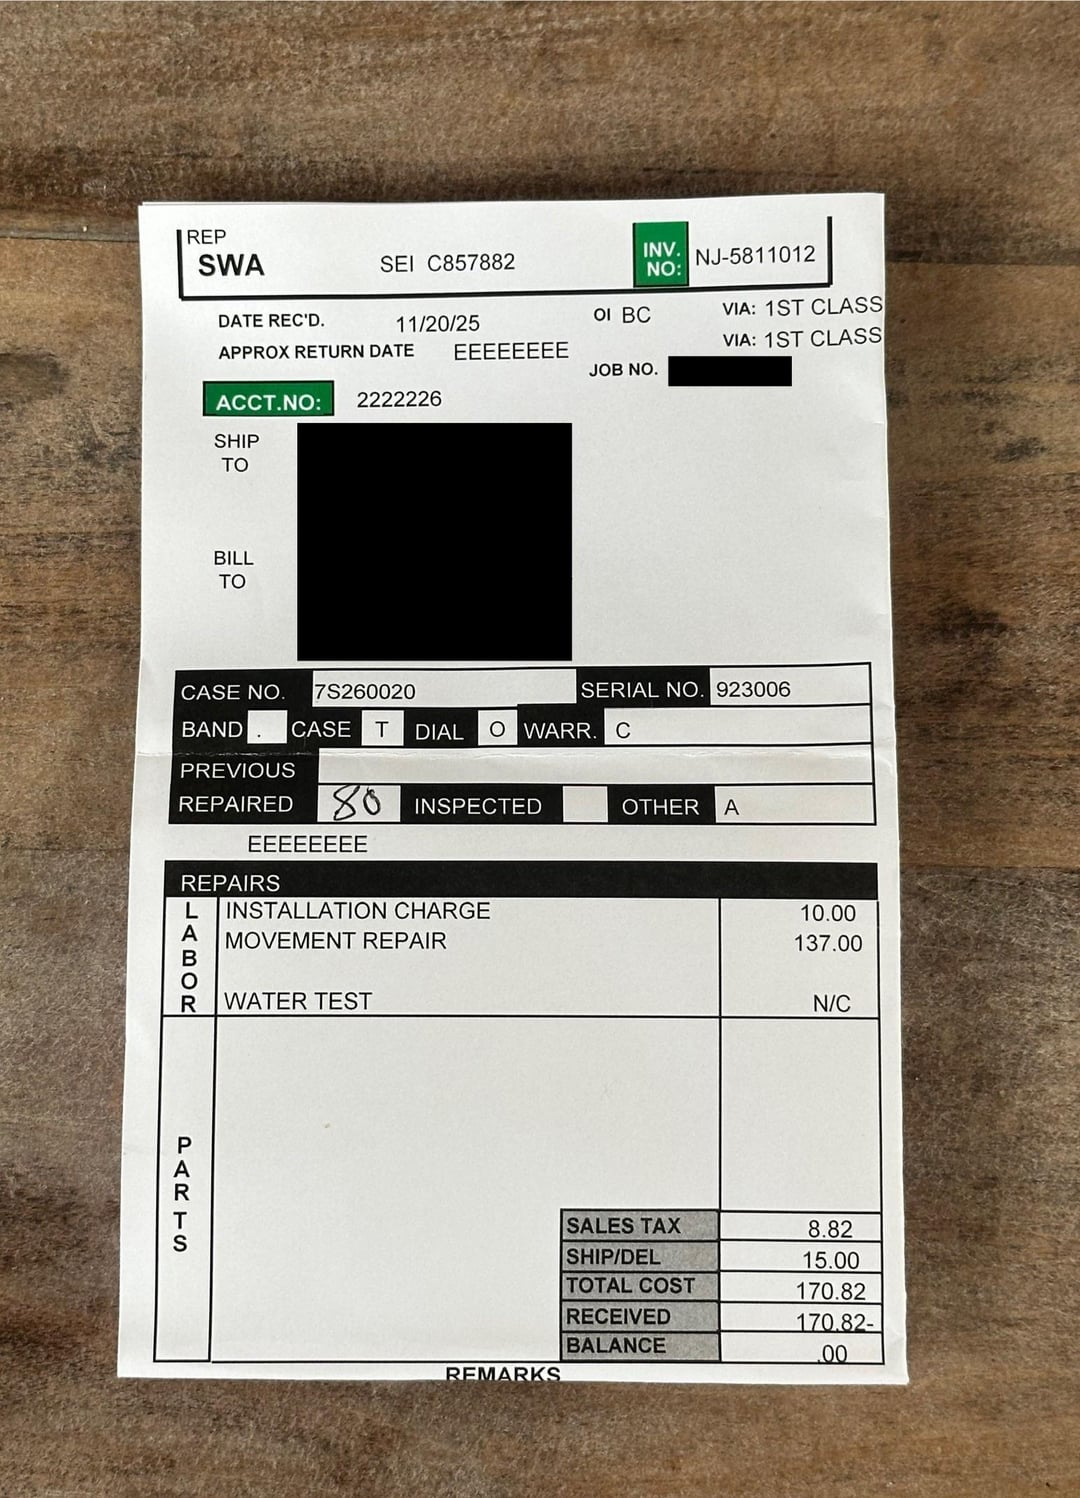 REP
SWA SEI C857882 INV. NO: NJ-5811012
DATE REC'D. 11/20/25 OI BC VIA: 1ST CLASS
VIA: 1ST CLASS
APPROX RETURN DATE EEEEEEEE
JOB NO.
ACCT.NO: 2222226
SHIP
TO
BILL
TO
CASE NO. 7S260020 SERIAL NO. 923006
BAND . CASE T DIAL O WARR. C
PREVIOUS
REPAIRED 80 INSPECTED OTHER A
EEEEEEEE
REPAIRS
LABOR
INSTALLATION CHARGE 10.00
MOVEMENT REPAIR 137.00
WATER TEST N/C
PARTS
SALES TAX 8.82
SHIP/DEL 15.00
TOTAL COST 170.82
RECEIVED 170.82-
BALANCE .00
REMARKS